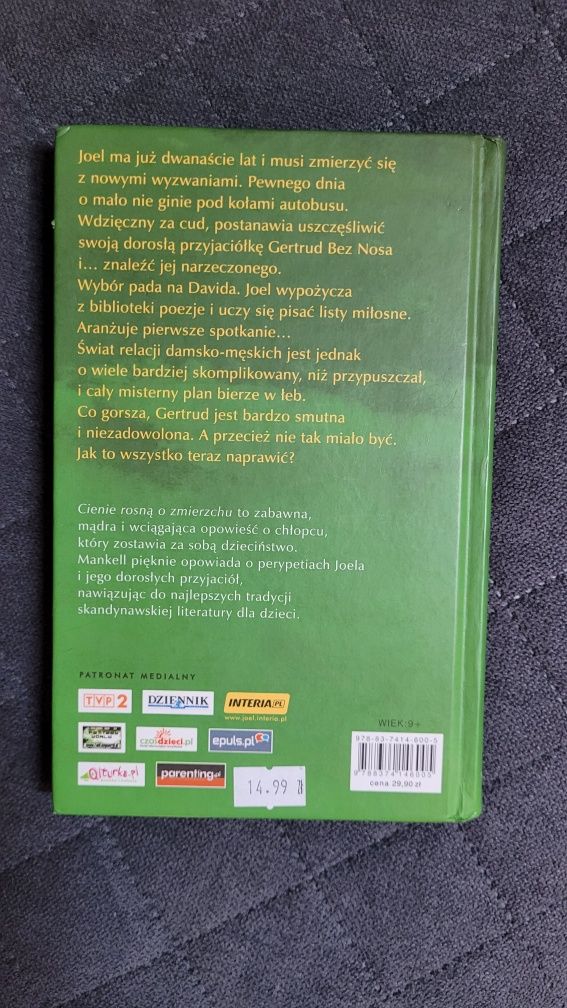 Joel ma już dwanaście lat i musi zmierzyć się
z nowymi wyzwaniami. Pewnego dnia
o mało nie ginie pod kołami autobusu.
Wdzięczny za cud, postanawia uszczęśliwić
swoją dorosłą przyjaciółkę Gertrud Bez Nosa
i... znaleźć jej narzeczonego.
Wybór pada na Davida. Joel wypożycza
z biblioteki poezje i uczy się pisać listy miłosne.
Aranżuje pierwsze spotkanie...
Świat relacji damsko-męskich jest jednak
o wiele bardziej skomplikowany, niż przypuszczał,
i cały misterny plan bierze w łeb.
Co gorsza, Gertrud jest bardzo smutna
i niezadowolona. A przecież nie tak miało być.
Jak to wszystko teraz naprawić?
Cienie rosną o zmierzchu to zabawna,
mądra i wciągająca opowieść o chłopcu,
który zostawia za sobą dzieciństwo.
Mankell pięknie opowiada o perypetiach Joela
i jego dorosłych przyjaciół,
nawiązując do najlepszych tradycji
skandynawskiej literatury dla dzieci.
PATRONAT MEDIALNY
TVP2 DZIENNIK INTERIA.PL
www.joel.interia.pl
czasdzieci.pl epuls.pl
Qlturka.pl parenting.pl
14.99 zł
WIEK: 9+
978-83-7414-600-5
9788374146005
cena 29,90 zł